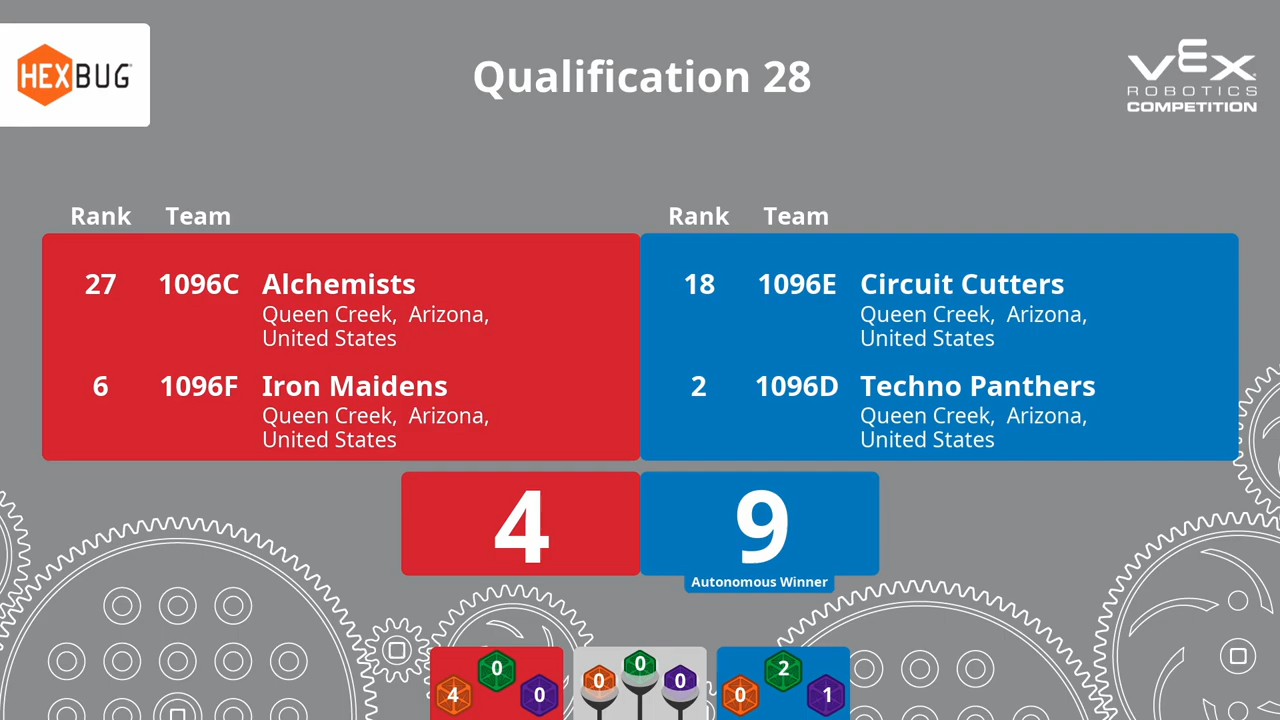 HEXBUG
Qualification 28
VEX
ROBOTICS
COMPETITION
Rank Team
27 1096C Alchemists
Queen Creek, Arizona,
United States
6 1096F Iron Maidens
Queen Creek, Arizona,
United States
Rank Team
18 1096E Circuit Cutters
Queen Creek, Arizona,
United States
2 1096D Techno Panthers
Queen Creek, Arizona,
United States
4
9
Autonomous Winner
4 0 0
0 0 0
0 2 1